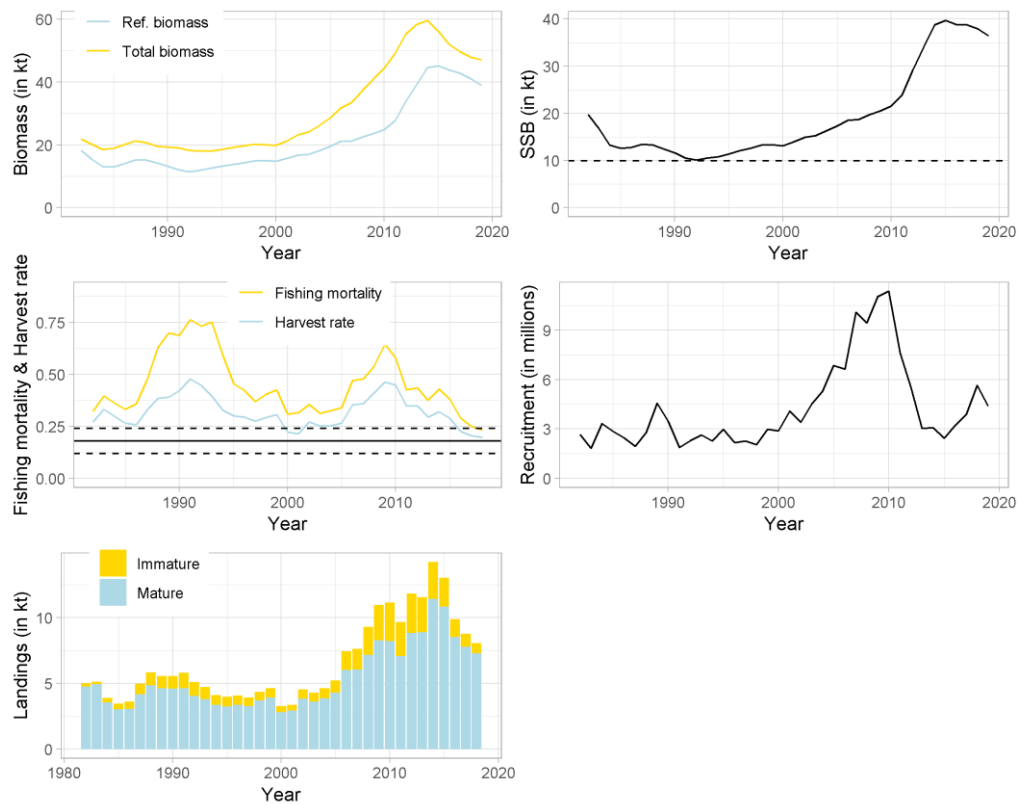 Biomass (in kt)
60
40
20
0
Ref. biomass
Total biomass
1990
2000
2010
2020
Year
SSB (in kt)
40
30
20
10
0
1990
2000
2010
2020
Year
Fishing mortality & Harvest rate
0.75
0.50
0.25
0.00
Fishing mortality
Harvest rate
1990
2000
2010
Year
Recruitment (in millions)
9
6
3
0
1990
2000
2010
2020
Year
Landings (in kt)
10
5
0
Immature
Mature
1980
1990
2000
2010
2020
Year